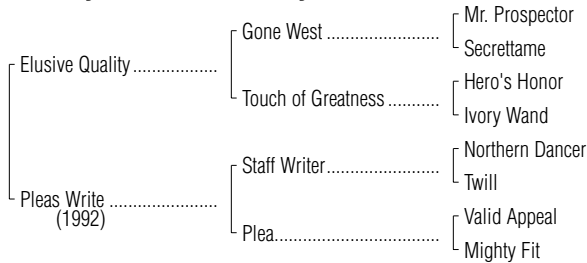 Mr. Prospector
Gone West
Secrettame
Elusive Quality
Hero's Honor
Touch of Greatness
Ivory Wand
Northern Dancer
Staff Writer
Twill
Pleas Write
(1992)
Valid Appeal
Plea
Mighty Fit